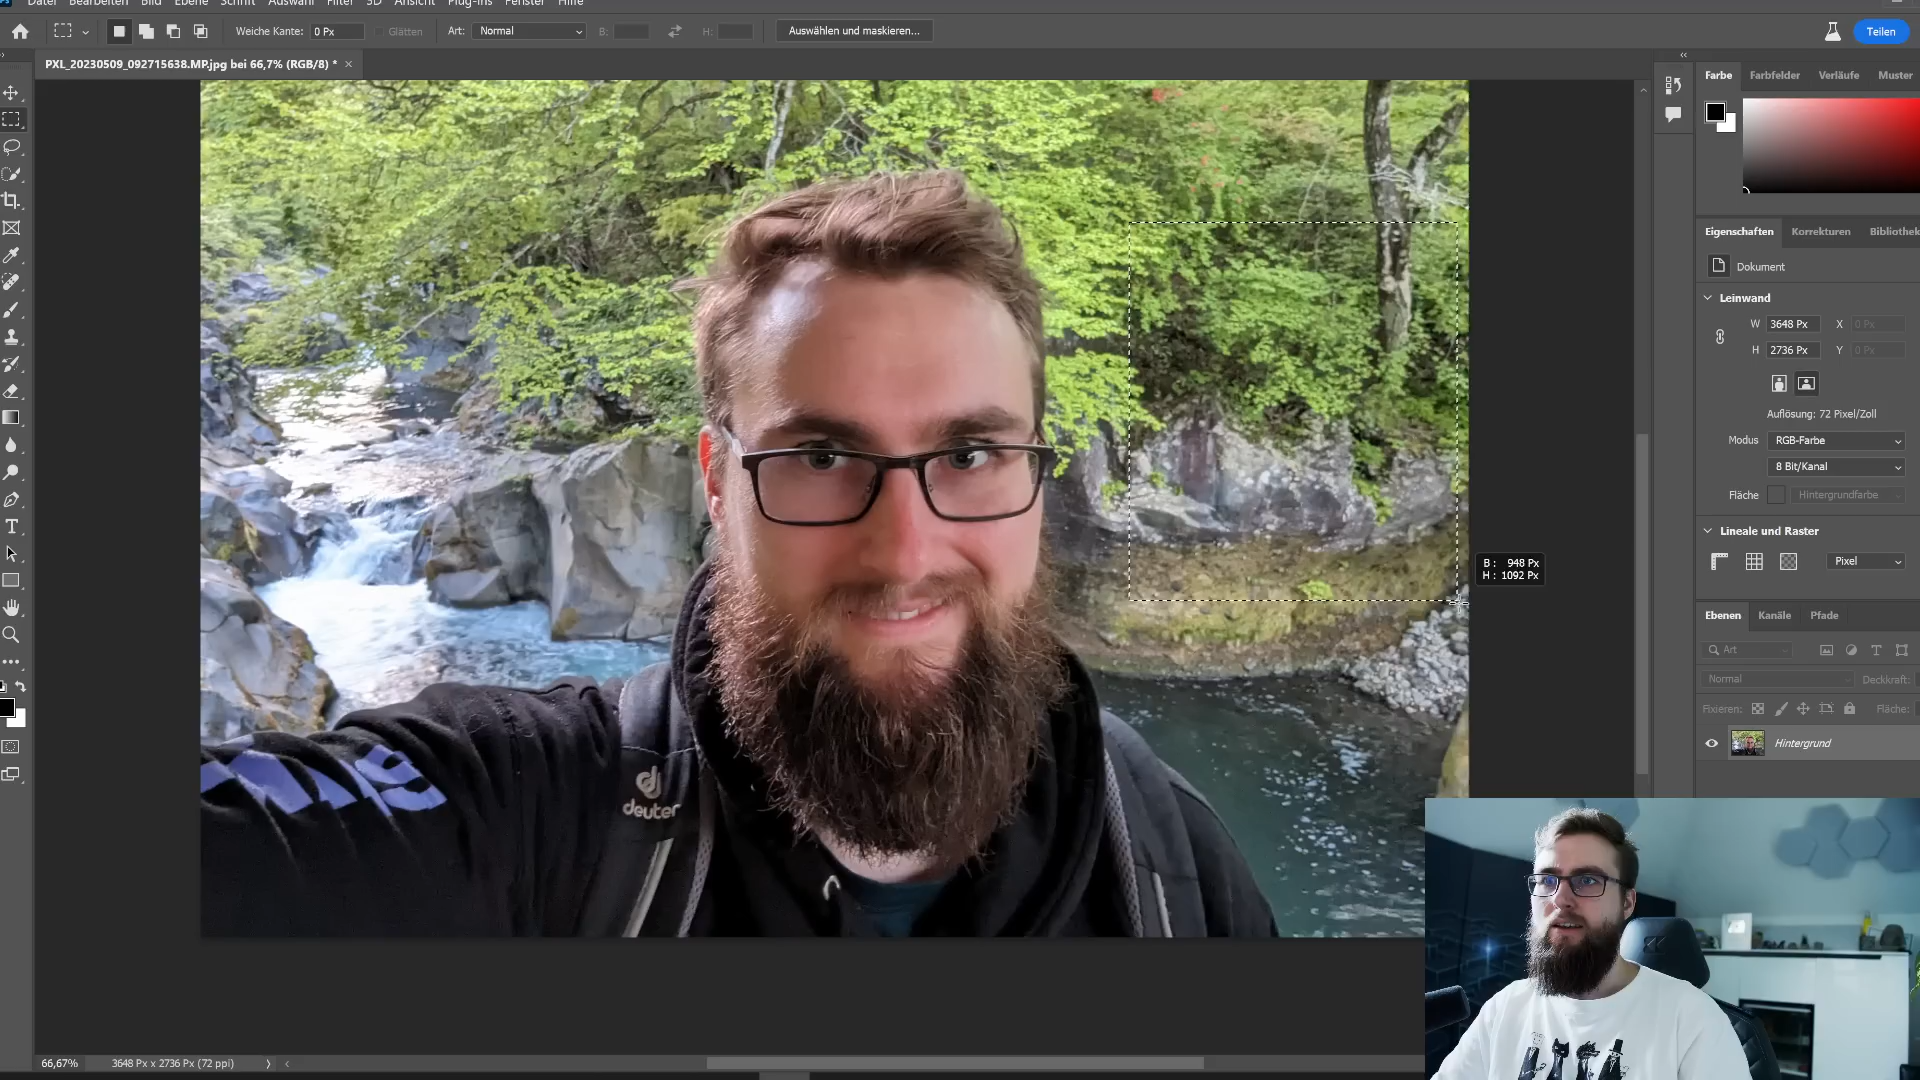 Datei Bearbeiten Bild Ebene Schrift Auswahl Filter 3D Ansicht Plug-ins Fenster Hilfe
Weiche Kante: 0 Px Glätten Art: Normal B: H: Auswählen und maskieren... Teilen
PXL_20230509_092715638.MP.jpg bei 66,7% (RGB/8) * ×
Farbe Farbfelder Verläufe Muster
Eigenschaften Korrekturen Bibliothek
Dokument
Leinwand
W 3648 Px X 0 Px
H 2736 Px Y 0 Px
Auflösung: 72 Pixel/Zoll
Modus RGB-Farbe
8 Bit/Kanal
Fläche Hintergrundfarbe
Lineale und Raster
Pixel
B: 948 Px
H: 1092 Px
Ebenen Kanäle Pfade
Art
Normal Deckkraft:
Fixieren: Fläche:
Hintergrund
deuter
66,67% 3648 Px x 2736 Px (72 ppi)